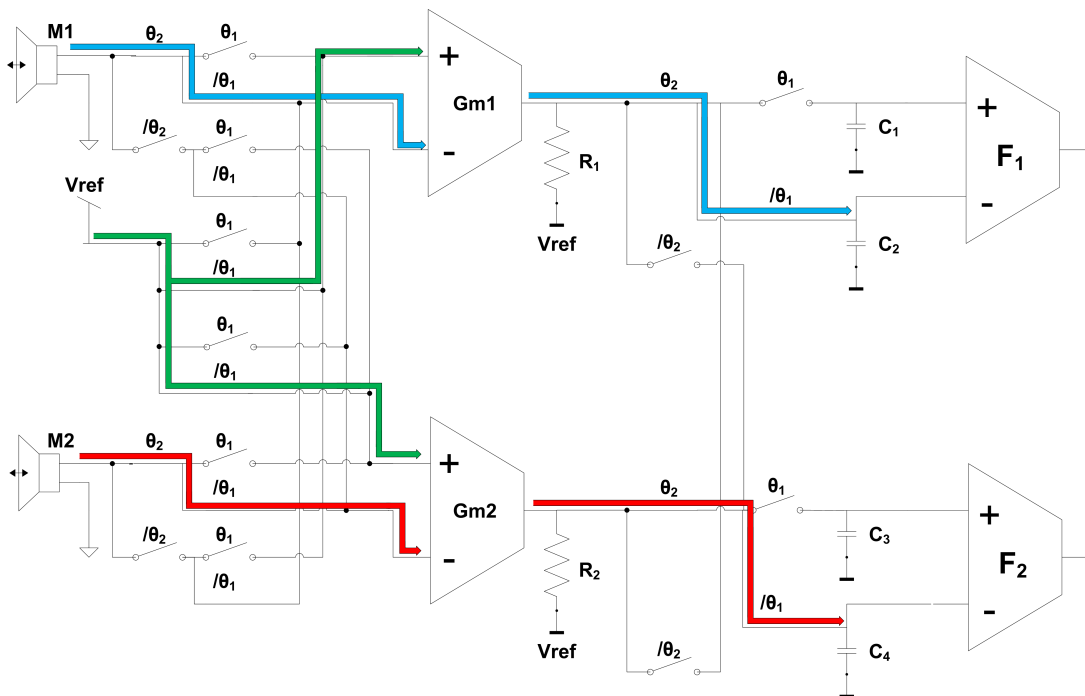 M1 θ₂ θ₁
/θ₁
+
Gm1
-
/θ₂ θ₁
/θ₁
Vref
θ₁
/θ₁
θ₁
/θ₁
R₁
Vref
θ₂ θ₁
C₁
+
F₁
-
/θ₁
C₂
/θ₂
M2 θ₂ θ₁
/θ₁
+
Gm2
-
/θ₂ θ₁
/θ₁
R₂
Vref
θ₂ θ₁
C₃
+
F₂
-
/θ₁
C₄
/θ₂